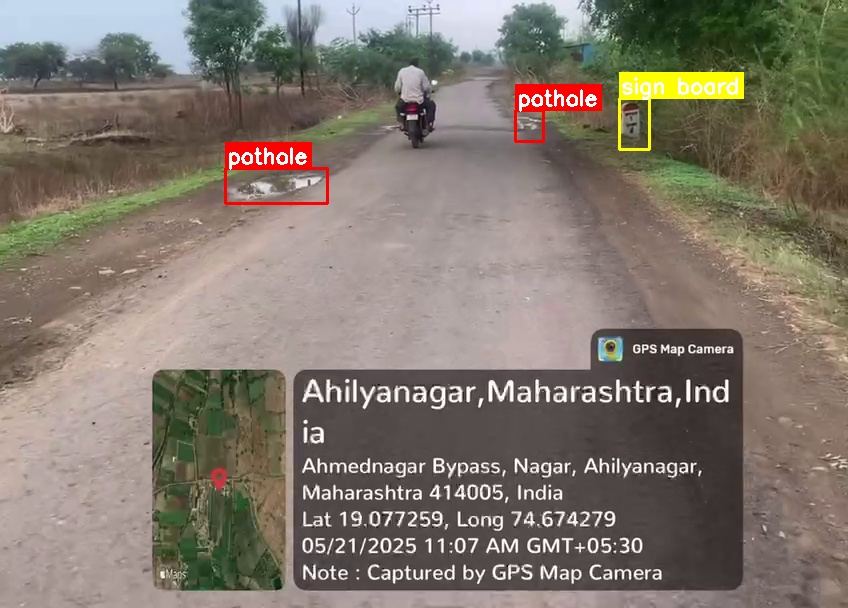 sign board
pothole
pothole
GPS Map Camera
Ahilyanagar,Maharashtra,Ind
ia
Ahmednagar Bypass, Nagar, Ahilyanagar,
Maharashtra 414005, India
Lat 19.077259, Long 74.674279
05/21/2025 11:07 AM GMT+05:30
Note : Captured by GPS Map Camera
Maps